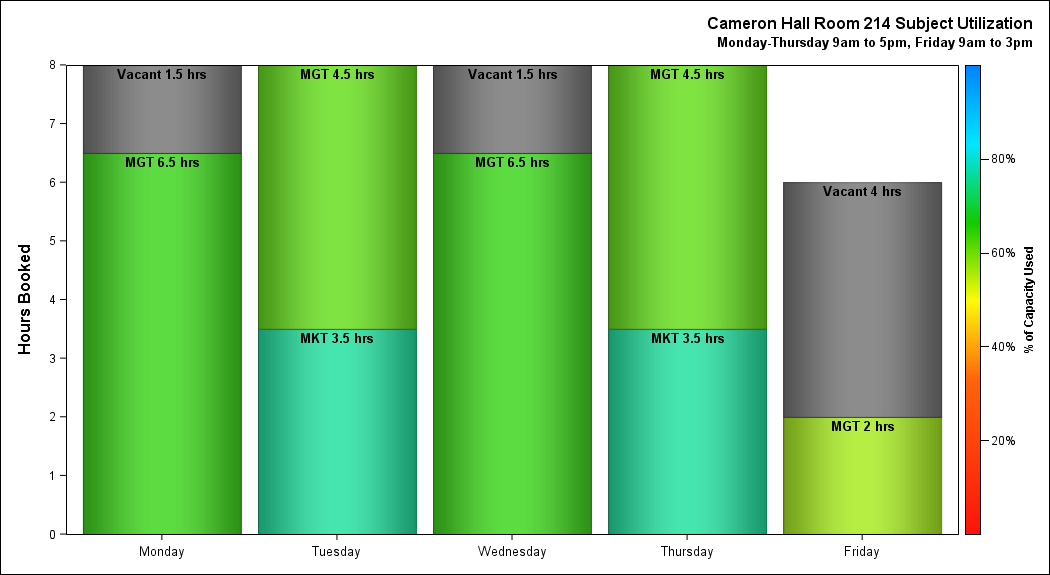 Cameron Hall Room 214 Subject Utilization
Monday-Thursday 9am to 5pm, Friday 9am to 3pm
Hours Booked
8
7
6
5
4
3
2
1
0
Vacant 1.5 hrs
MGT 6.5 hrs
MGT 4.5 hrs
MKT 3.5 hrs
Vacant 1.5 hrs
MGT 6.5 hrs
MGT 4.5 hrs
MKT 3.5 hrs
Vacant 4 hrs
MGT 2 hrs
Monday
Tuesday
Wednesday
Thursday
Friday
80%
60%
40%
20%
% of Capacity Used